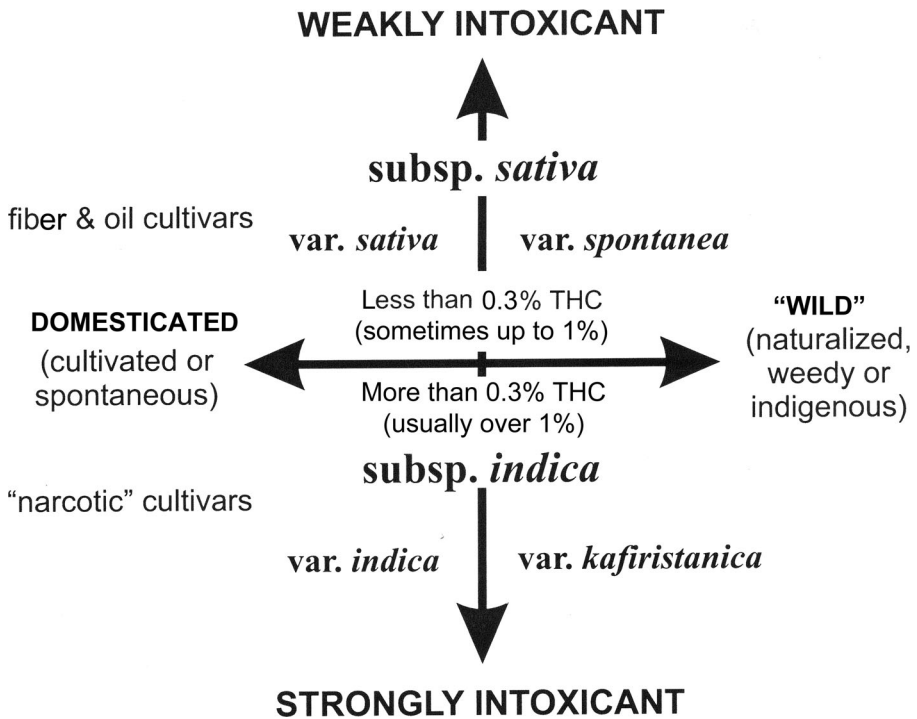 WEAKLY INTOXICANT
subsp. sativa
fiber & oil cultivars
var. sativa
var. spontanea
Less than 0.3% THC
(sometimes up to 1%)
DOMESTICATED
(cultivated or
spontaneous)
“WILD”
(naturalized,
weedy or
indigenous)
More than 0.3% THC
(usually over 1%)
subsp. indica
“narcotic” cultivars
var. indica
var. kafiristanica
STRONGLY INTOXICANT